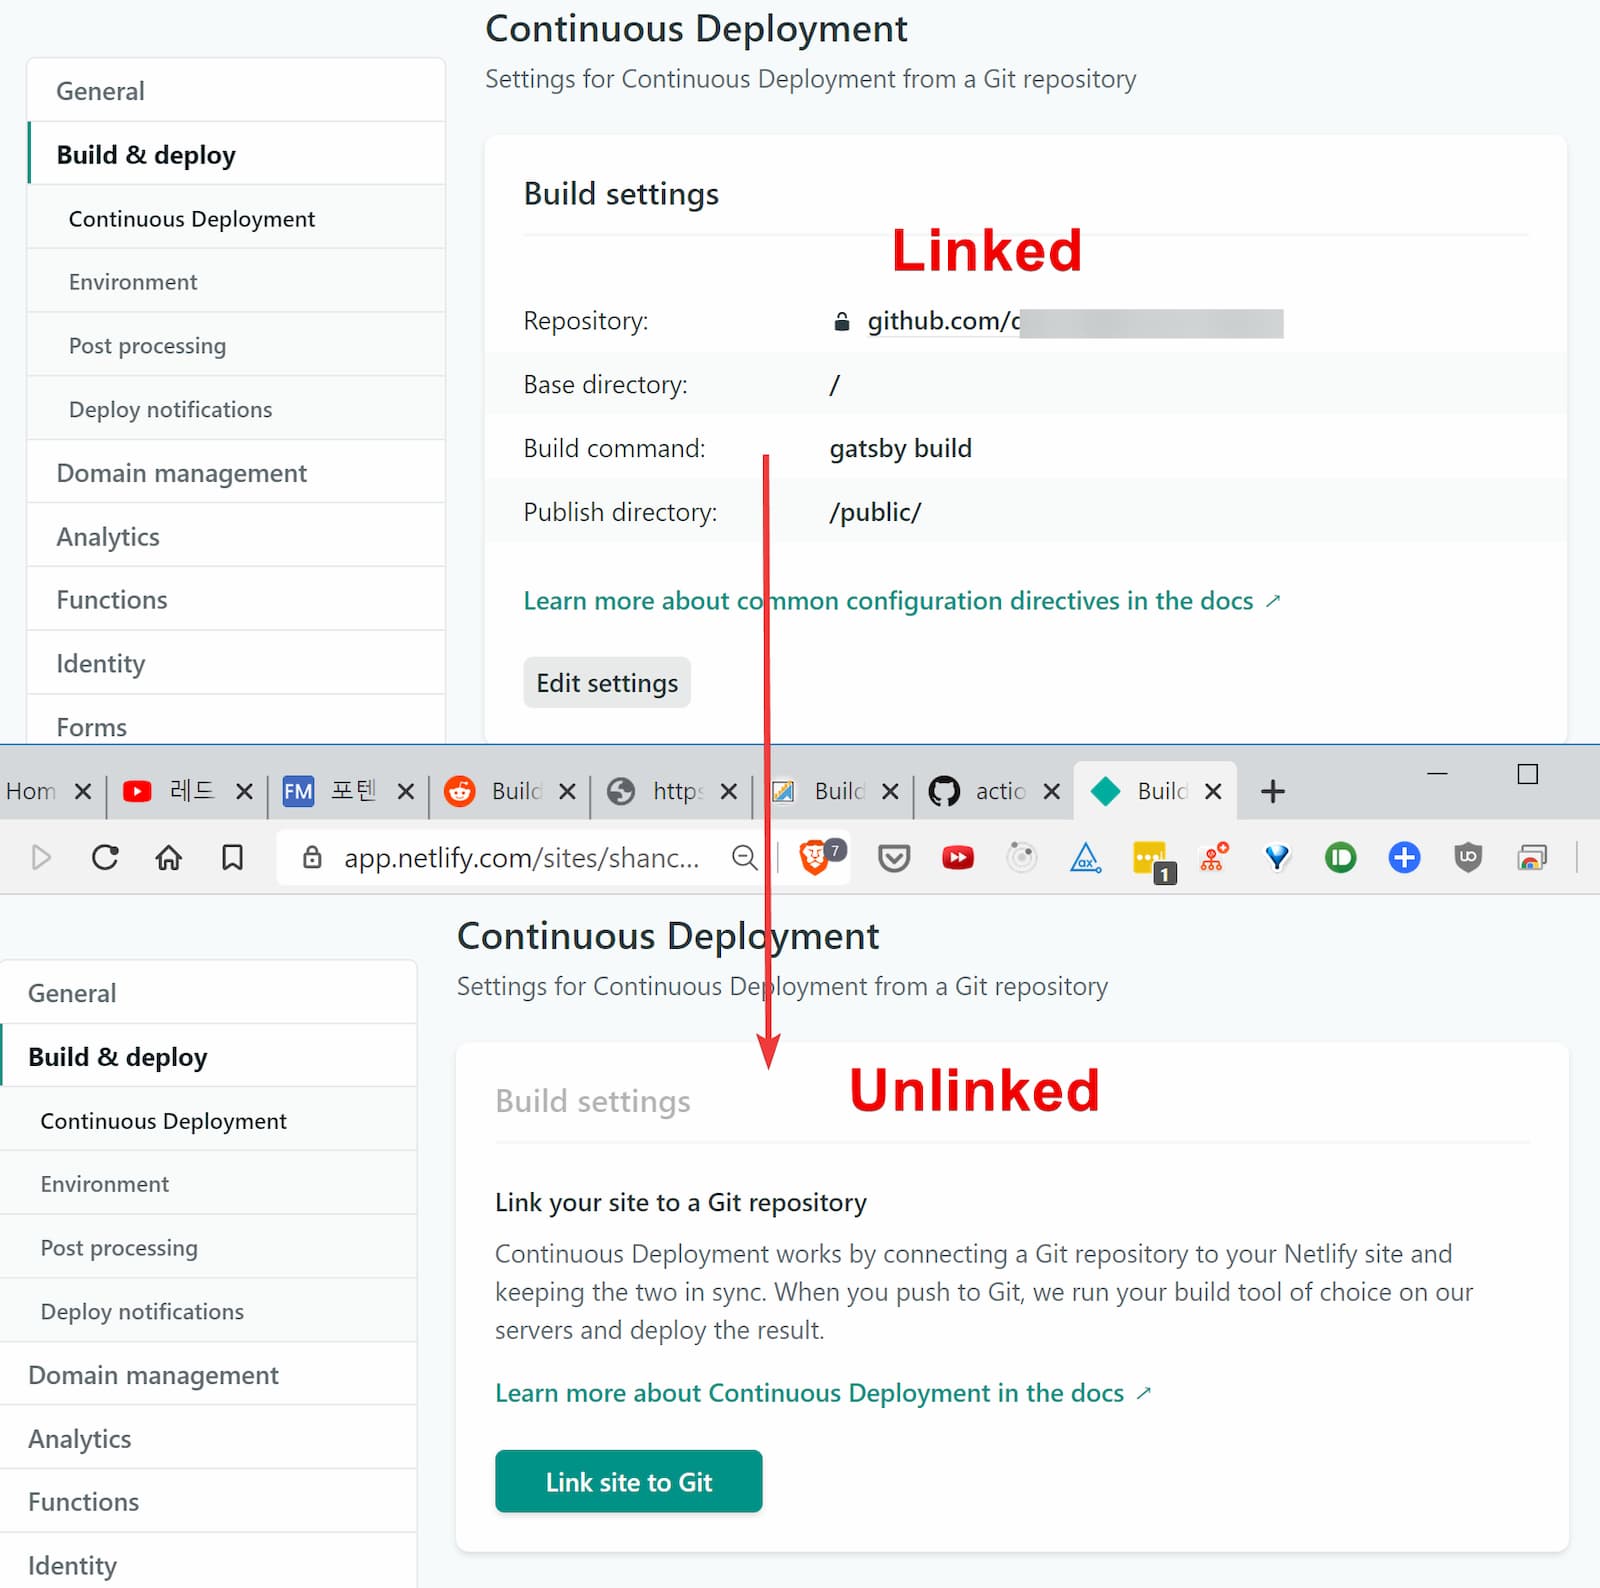 Continuous Deployment
Settings for Continuous Deployment from a Git repository
General
Build & deploy
Continuous Deployment
Environment
Post processing
Deploy notifications
Domain management
Analytics
Functions
Identity
Forms
Build settings
Linked
Repository: github.com/
Base directory: /
Build command: gatsby build
Publish directory: /public/
Learn more about common configuration directives in the docs
Edit settings
Hom 레드 FM 포텐 Build https Build actio Build
app.netlify.com/sites/shanc... 7 ax 1 UO
Continuous Deployment
Settings for Continuous Deployment from a Git repository
General
Build & deploy
Continuous Deployment
Environment
Post processing
Deploy notifications
Domain management
Analytics
Functions
Identity
Build settings
Unlinked
Link your site to a Git repository
Continuous Deployment works by connecting a Git repository to your Netlify site and
keeping the two in sync. When you push to Git, we run your build tool of choice on our
servers and deploy the result.
Learn more about Continuous Deployment in the docs
Link site to Git